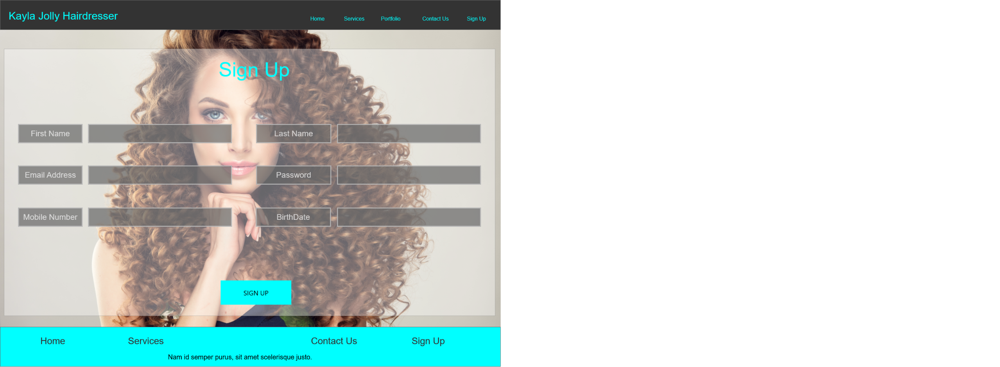 Kayla Jolly Hairdresser
Home Services Portfolio Contact Us Sign Up
Sign Up
First Name Last Name
Email Address Password
Mobile Number BirthDate
SIGN UP
Home Services Contact Us Sign Up
Nam id semper purus, sit amet scelerisque justo.